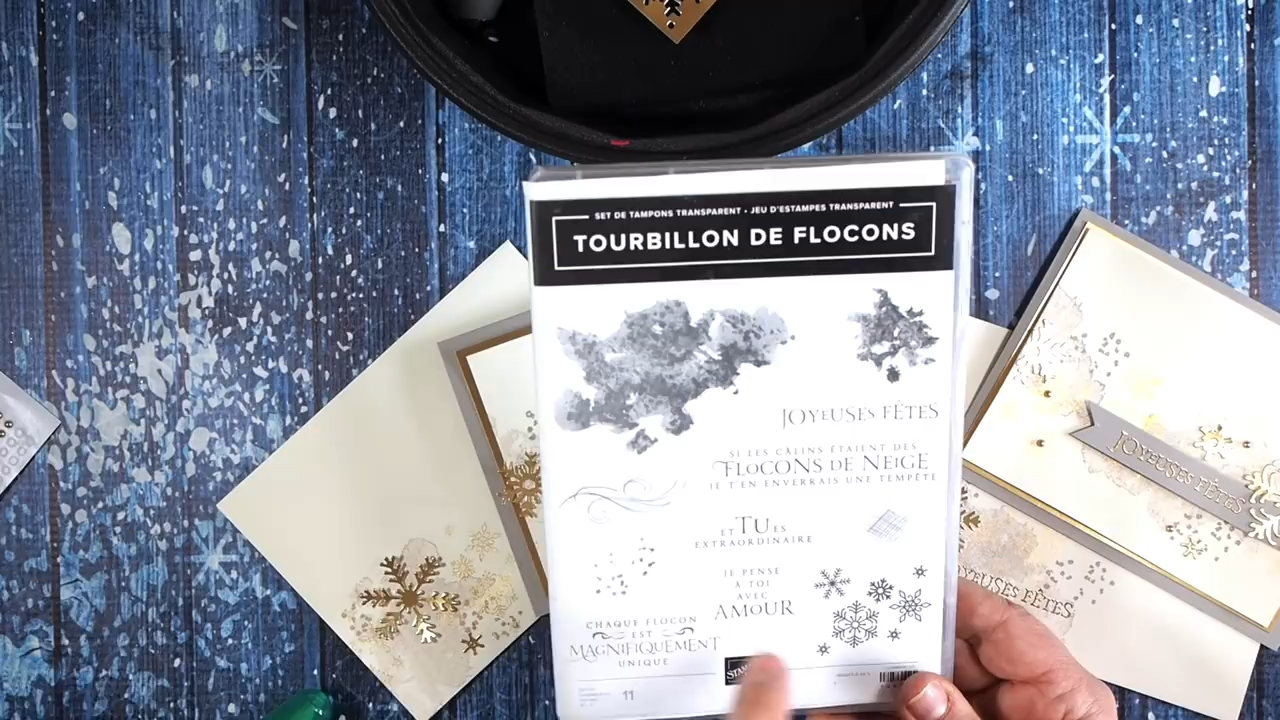 SET DE TAMPONS TRANSPARENT • JEU D'ESTAMPES TRANSPARENT
TOURBILLON DE FLOCONS
JOYEUSES FÊTES
SI LES CÂLINS ÉTAIENT DES
FLOCONS DE NEIGE
JE T'EN ENVERRAIS UNE TEMPÊTE
ET TU ES
EXTRAORDINAIRE
JE PENSE
À TOI
AVEC
AMOUR
CHAQUE FLOCON
EST
MAGNIFIQUEMENT
UNIQUE
11
JOYEUSES FÊTES
JOYEUSES FÊTES